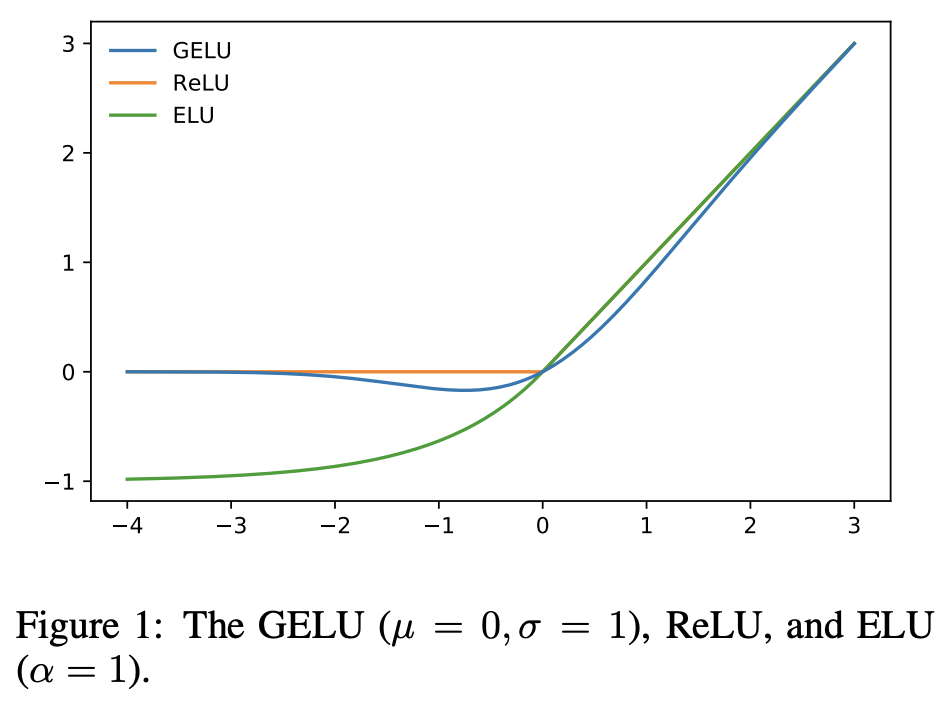 GELU
ReLU
ELU
3
2
1
0
−1
−4 −3 −2 −1 0 1 2 3
Figure 1: The GELU (μ = 0, σ = 1), ReLU, and ELU
(α = 1).